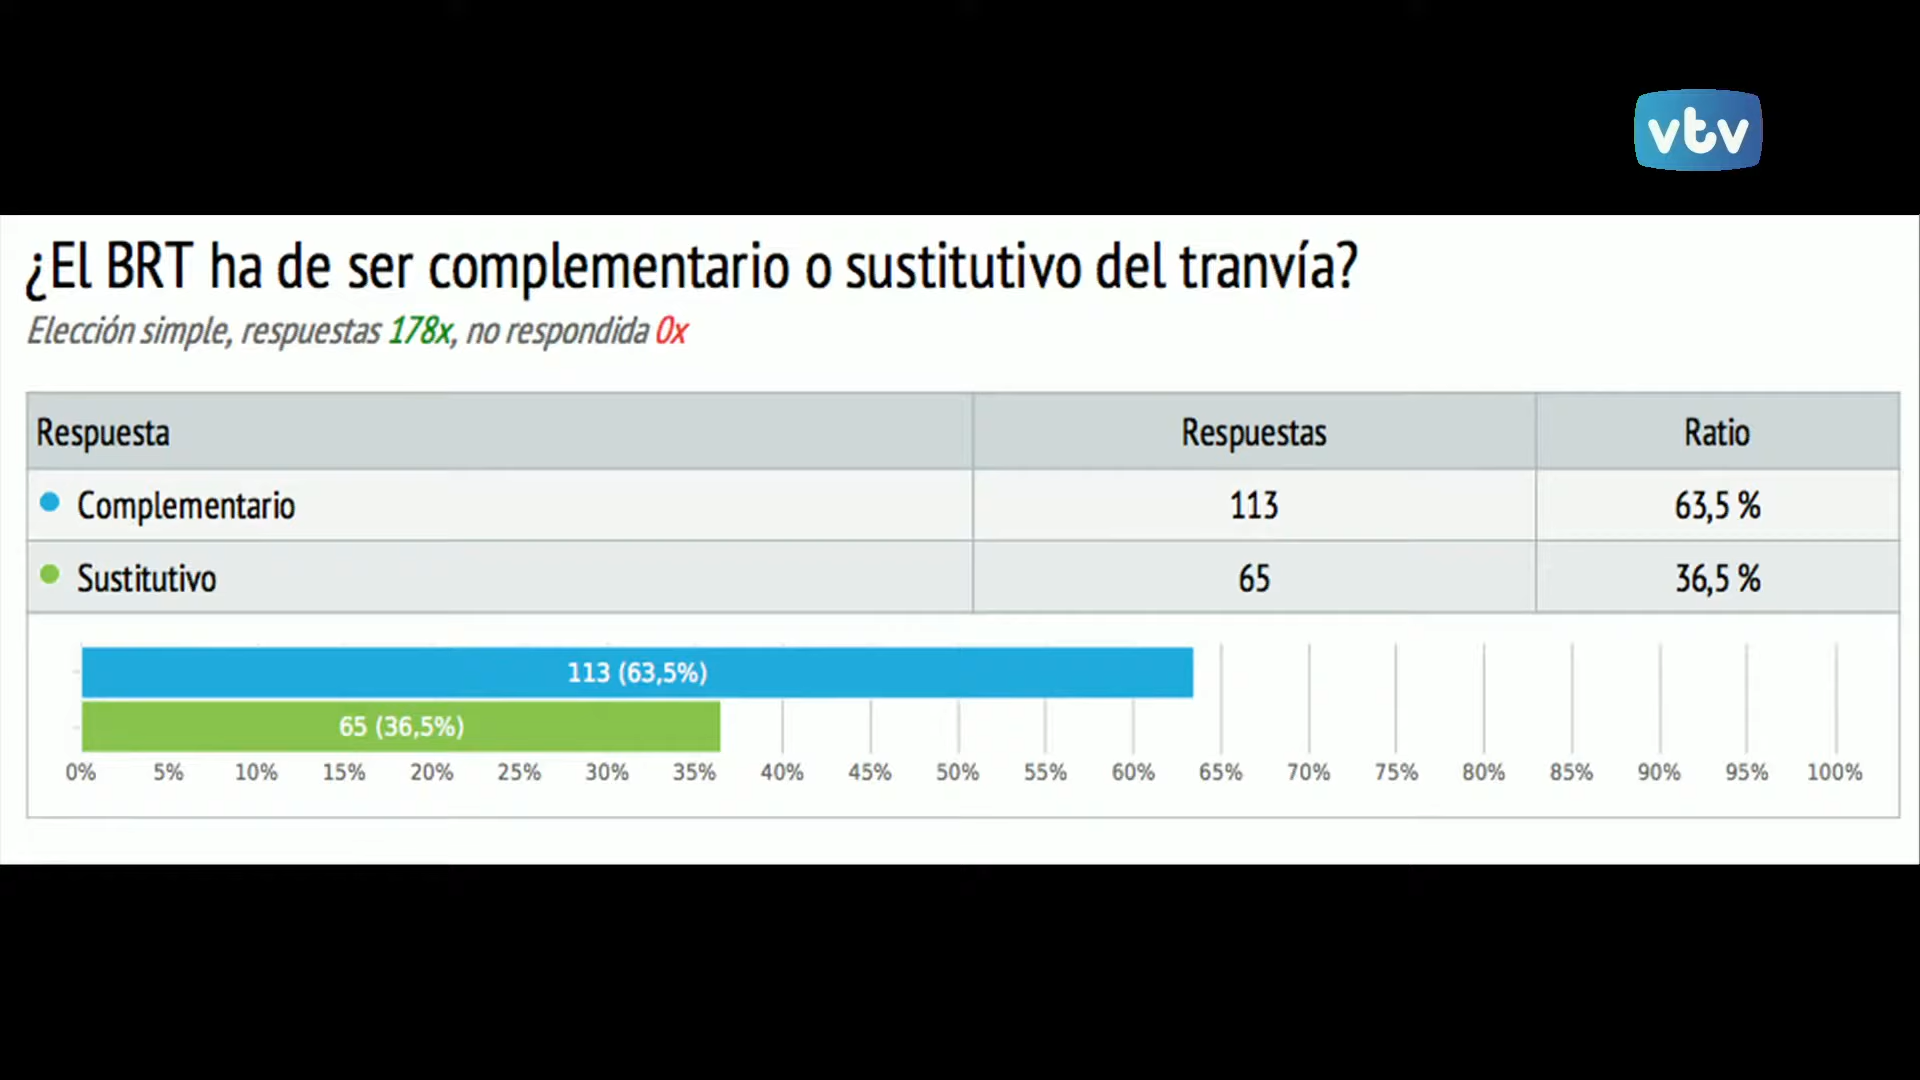 vtv
¿El BRT ha de ser complementario o sustitutivo del tranvía?
Elección simple, respuestas 178x, no respondida 0x
Respuesta Respuestas Ratio
Complementario 113 63,5 %
Sustitutivo 65 36,5 %
113 (63,5%)
65 (36,5%)
0% 5% 10% 15% 20% 25% 30% 35% 40% 45% 50% 55% 60% 65% 70% 75% 80% 85% 90% 95% 100%